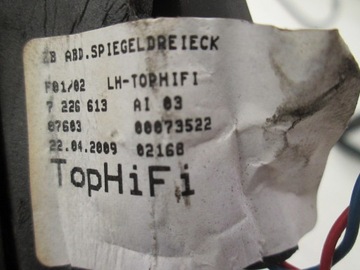 ZB ABD.SPIEGELDREIECK
F01/02 LH-TOPHIFI
7 226 613 AI 03
07603 00073522
22.04.2009 02168
TopHiFi